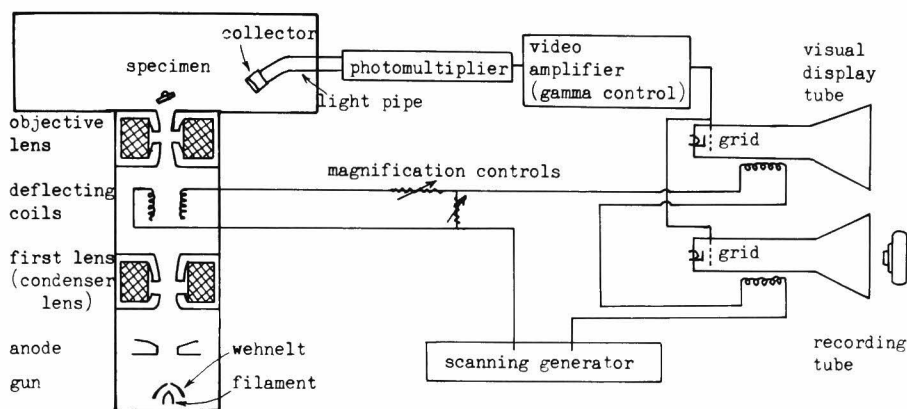 collector
specimen
photomultiplier
video
amplifier
(gamma control)
visual
display
tube
light pipe
objective
lens
grid
magnification controls
deflecting
coils
first lens
(condenser
lens)
grid
anode
wehnelt
scanning generator
recording
tube
gun
filament